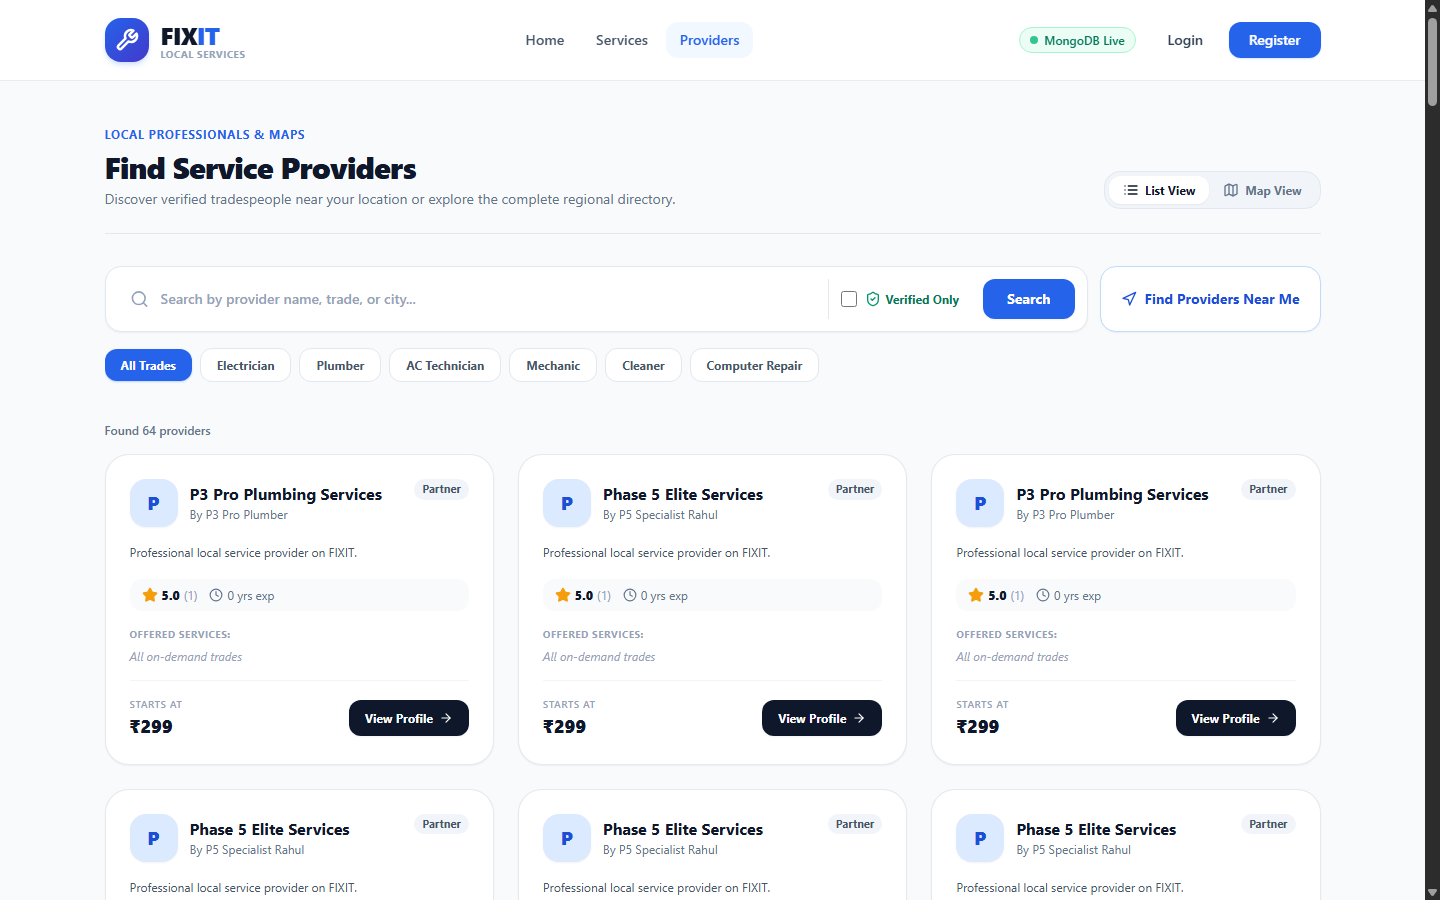 FIXIT
LOCAL SERVICES
Home
Services
Providers
MongoDB Live
Login
Register
LOCAL PROFESSIONALS & MAPS
Find Service Providers
Discover verified tradespeople near your location or explore the complete regional directory.
List View
Map View
Search by provider name, trade, or city...
Verified Only
Search
Find Providers Near Me
All Trades
Electrician
Plumber
AC Technician
Mechanic
Cleaner
Computer Repair
Found 64 providers
P
P3 Pro Plumbing Services
By P3 Pro Plumber
Partner
Professional local service provider on FIXIT.
5.0 (1)
0 yrs exp
OFFERED SERVICES:
All on-demand trades
STARTS AT
₹299
View Profile
P
Phase 5 Elite Services
By P5 Specialist Rahul
Partner
Professional local service provider on FIXIT.
5.0 (1)
0 yrs exp
OFFERED SERVICES:
All on-demand trades
STARTS AT
₹299
View Profile
P
P3 Pro Plumbing Services
By P3 Pro Plumber
Partner
Professional local service provider on FIXIT.
5.0 (1)
0 yrs exp
OFFERED SERVICES:
All on-demand trades
STARTS AT
₹299
View Profile
P
Phase 5 Elite Services
By P5 Specialist Rahul
Partner
Professional local service provider on FIXIT.
P
Phase 5 Elite Services
By P5 Specialist Rahul
Partner
Professional local service provider on FIXIT.
P
Phase 5 Elite Services
By P5 Specialist Rahul
Partner
Professional local service provider on FIXIT.